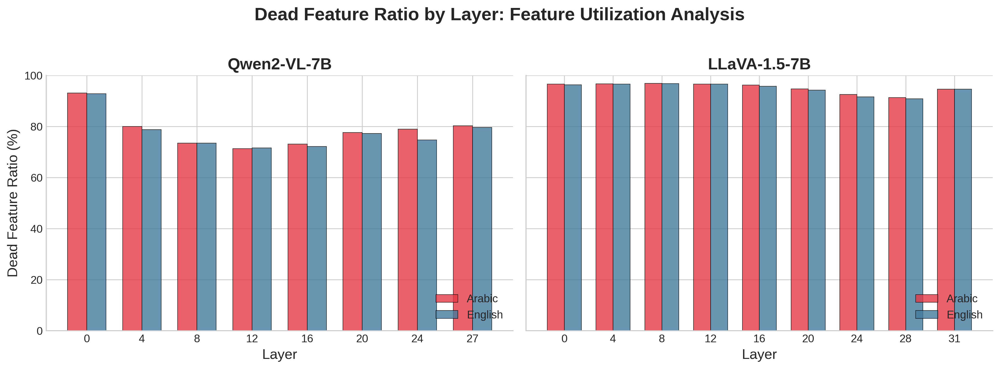 Dead Feature Ratio by Layer: Feature Utilization Analysis
Qwen2-VL-7B
Dead Feature Ratio (%)
100
80
60
40
20
0
0 4 8 12 16 20 24 27
Layer
Arabic
English
LLaVA-1.5-7B
0 4 8 12 16 20 24 28 31
Layer
Arabic
English